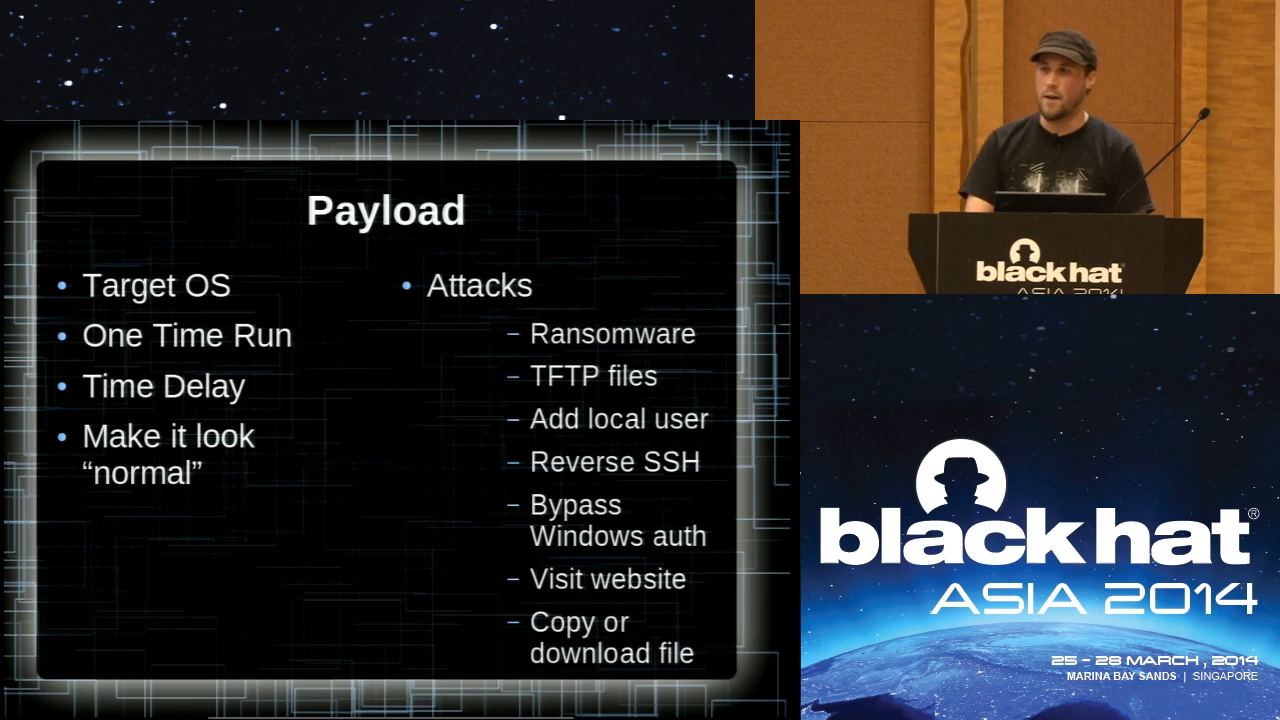 Payload
• Target OS
• One Time Run
• Time Delay
• Make it look
“normal”
• Attacks
– Ransomware
– TFTP files
– Add local user
– Reverse SSH
– Bypass
Windows auth
– Visit website
– Copy or
download file
black hat
ASIA 2014
black hat®
ASIA 2014
25 - 28 MARCH , 2014
MARINA BAY SANDS | SINGAPORE